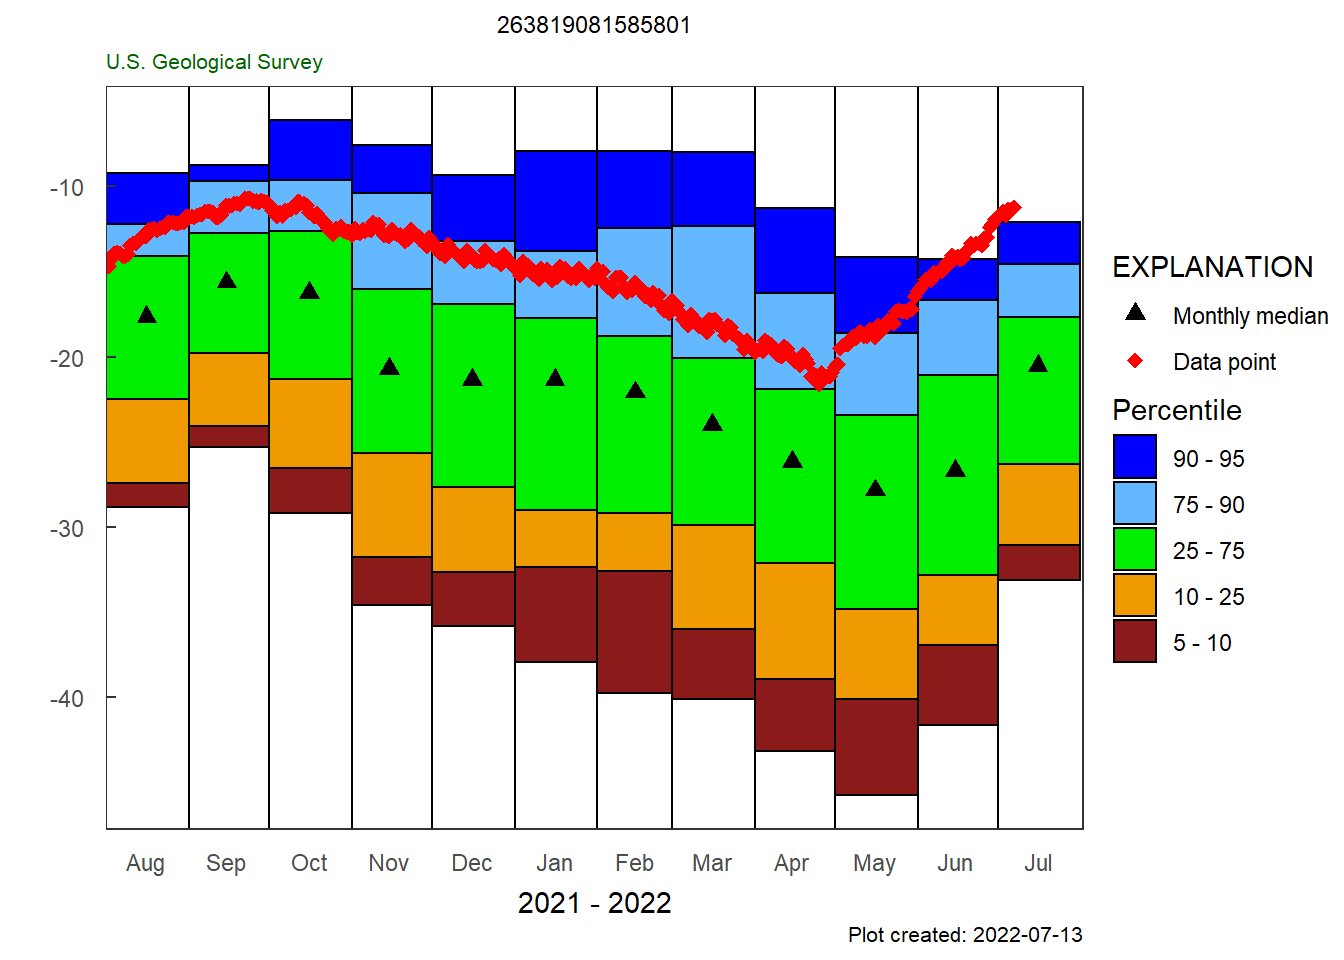 263819081585801
U.S. Geological Survey
-10
-20
-30
-40
Aug Sep Oct Nov Dec Jan Feb Mar Apr May Jun Jul
2021 - 2022
Plot created: 2022-07-13
EXPLANATION
Monthly median
Data point
Percentile
90 - 95
75 - 90
25 - 75
10 - 25
5 - 10